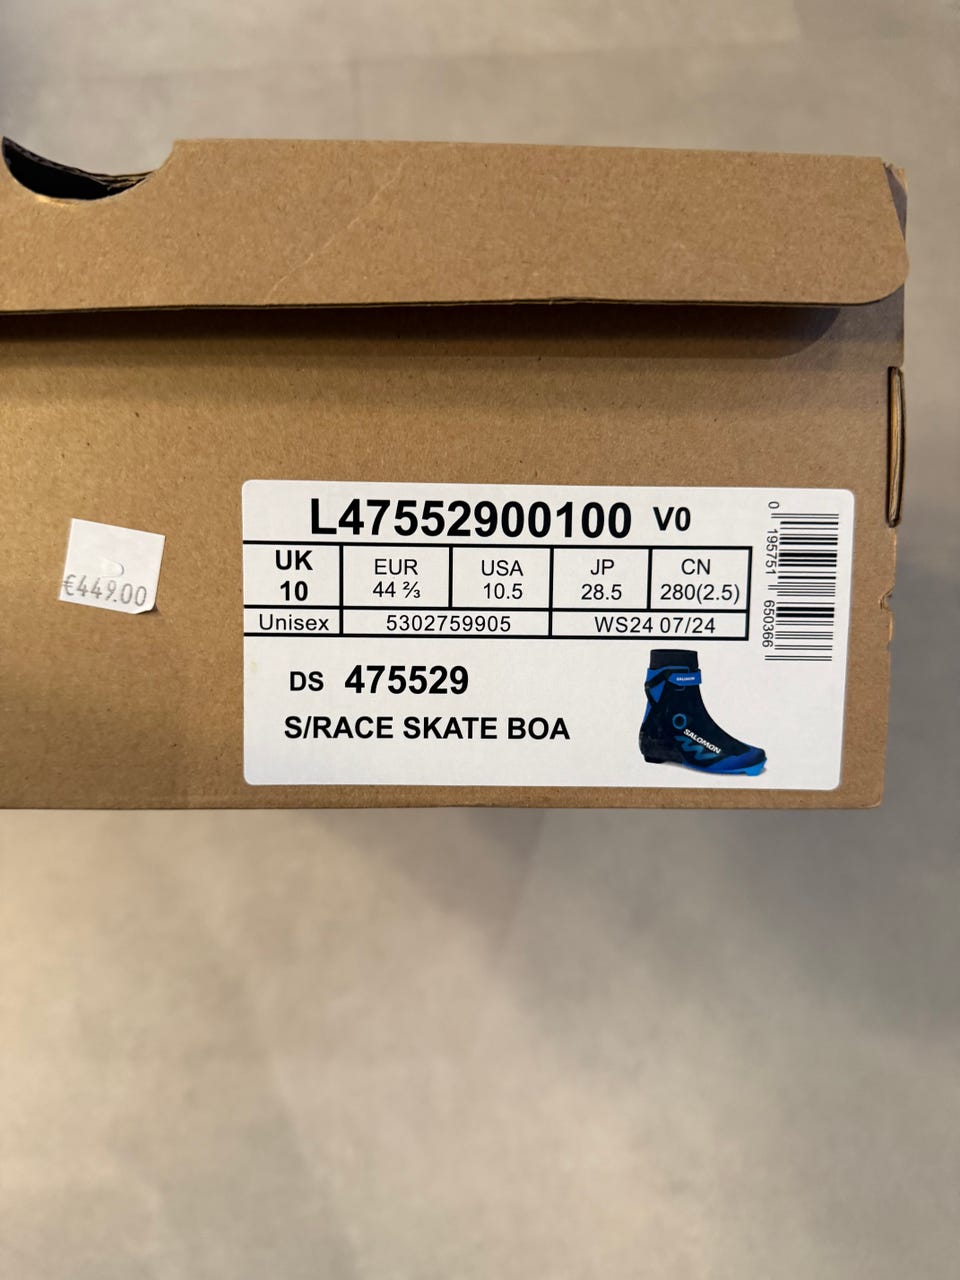 L47552900100 V0
UK EUR USA JP CN
10 44 ⅔ 10.5 28.5 280(2.5)
Unisex 5302759905 WS24 07/24
DS 475529
S/RACE SKATE BOA
0 195751 650366
€449.00
SALOMON
SALOMON